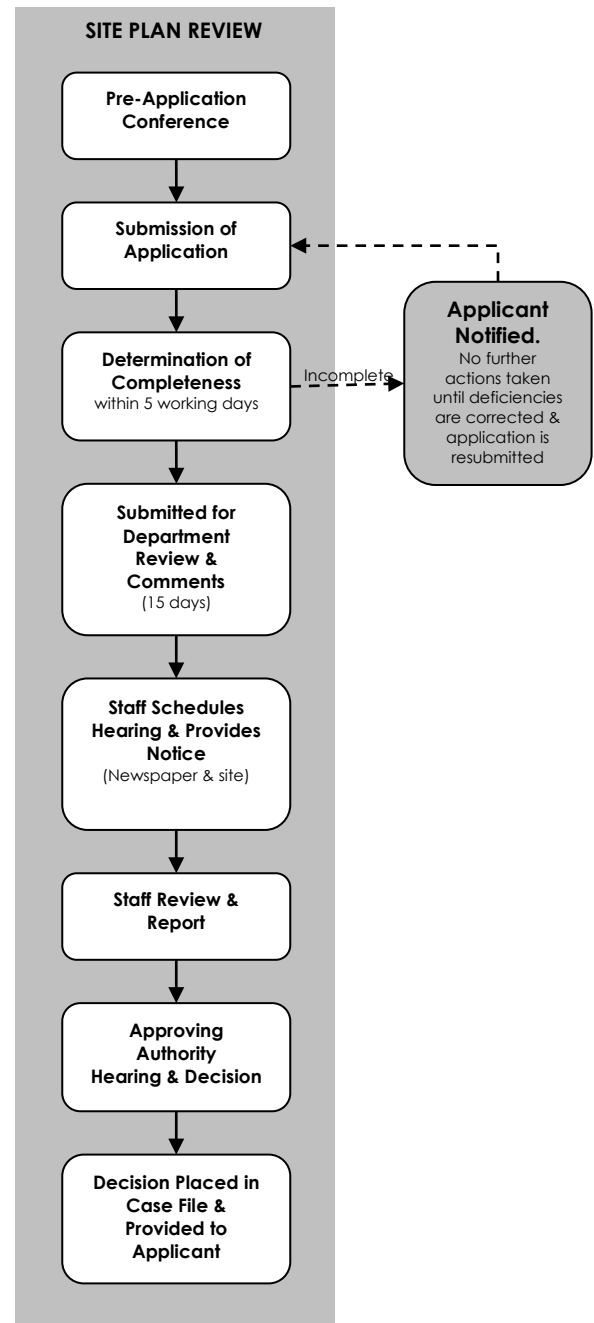 SITE PLAN REVIEW
Pre-Application
Conference
Submission of
Application
Determination of
Completeness
within 5 working days
Incomplete
Applicant
Notified.
No further
actions taken
until deficiencies
are corrected &
application is
resubmitted
Submitted for
Department
Review &
Comments
(15 days)
Staff Schedules
Hearing & Provides
Notice
(Newspaper & site)
Staff Review &
Report
Approving
Authority
Hearing & Decision
Decision Placed in
Case File &
Provided to
Applicant